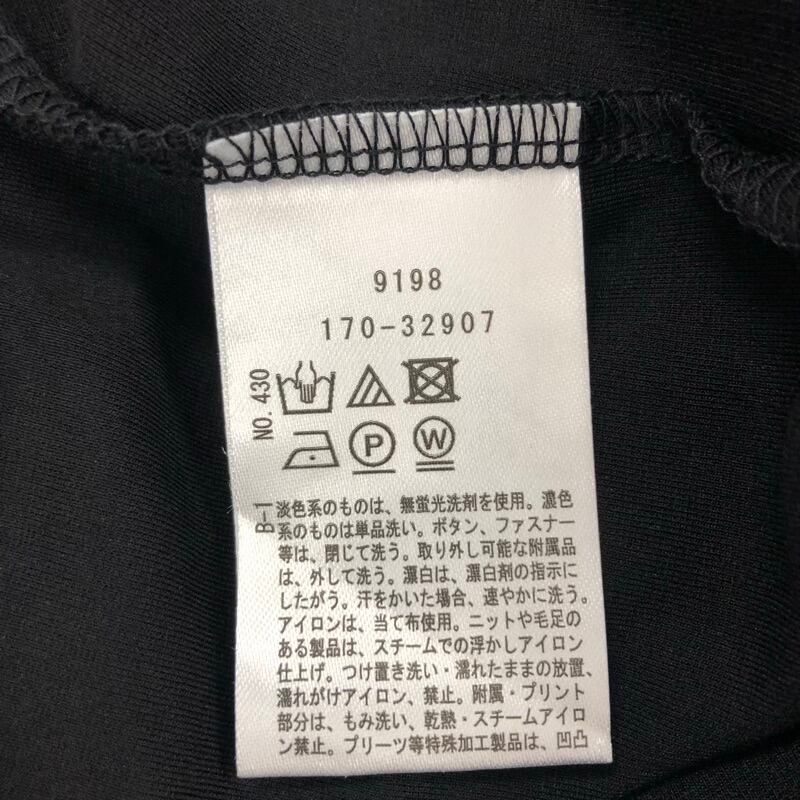 9198
170-32907
NO. 430
P
W
B-1
淡色系のものは、無蛍光洗剤を使用。濃色
系のものは単品洗い。ボタン、ファスナー
等は、閉じて洗う。取り外し可能な附属品
は、外して洗う。漂白は、漂白剤の指示に
したがう。汗をかいた場合、速やかに洗う。
アイロンは、当て布使用。ニットや毛足の
ある製品は、スチームでの浮かしアイロン
仕上げ。つけ置き洗い・濡れたままの放置、
濡れがけアイロン、禁止。附属・プリント
部分は、もみ洗い、乾熱・スチームアイロ
ン禁止。プリーツ等特殊加工製品は、凹凸